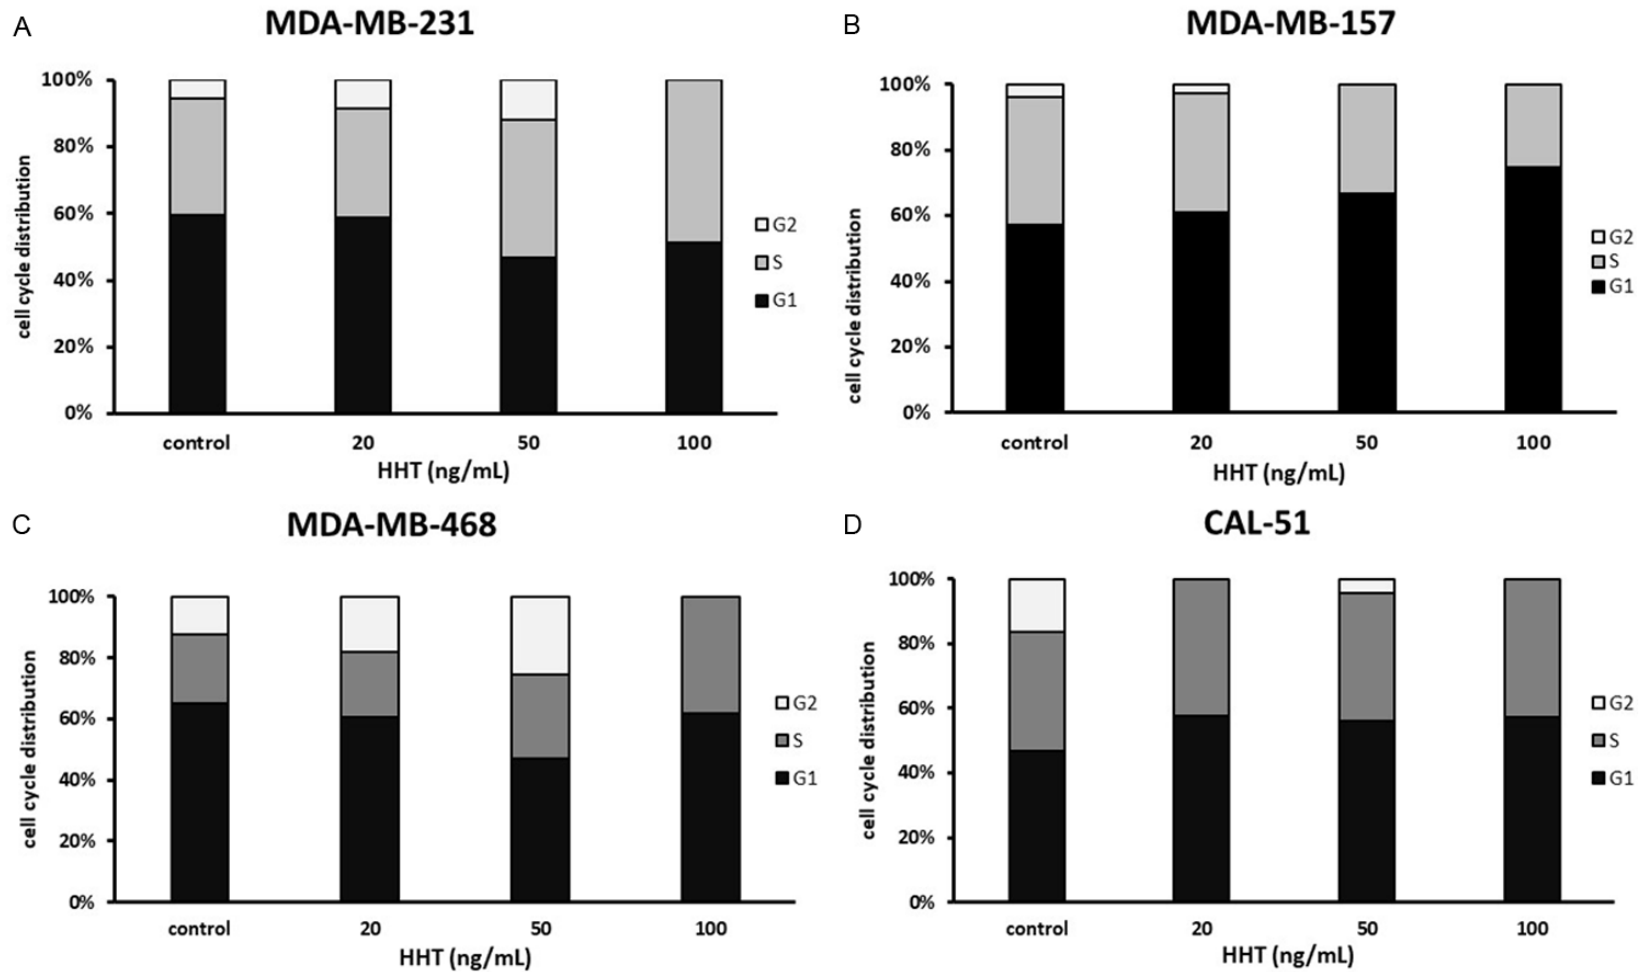 A
MDA-MB-231
100%
80%
60%
40%
20%
0%
cell cycle distribution
control 20 50 100
HHT (ng/mL)
G2
S
G1
B
MDA-MB-157
100%
80%
60%
40%
20%
0%
cell cycle distribution
control 20 50 100
HHT (ng/mL)
G2
S
G1
C
MDA-MB-468
100%
80%
60%
40%
20%
0%
cell cycle distribution
control 20 50 100
HHT (ng/mL)
G2
S
G1
D
CAL-51
100%
80%
60%
40%
20%
0%
cell cycle distribution
control 20 50 100
HHT (ng/mL)
G2
S
G1